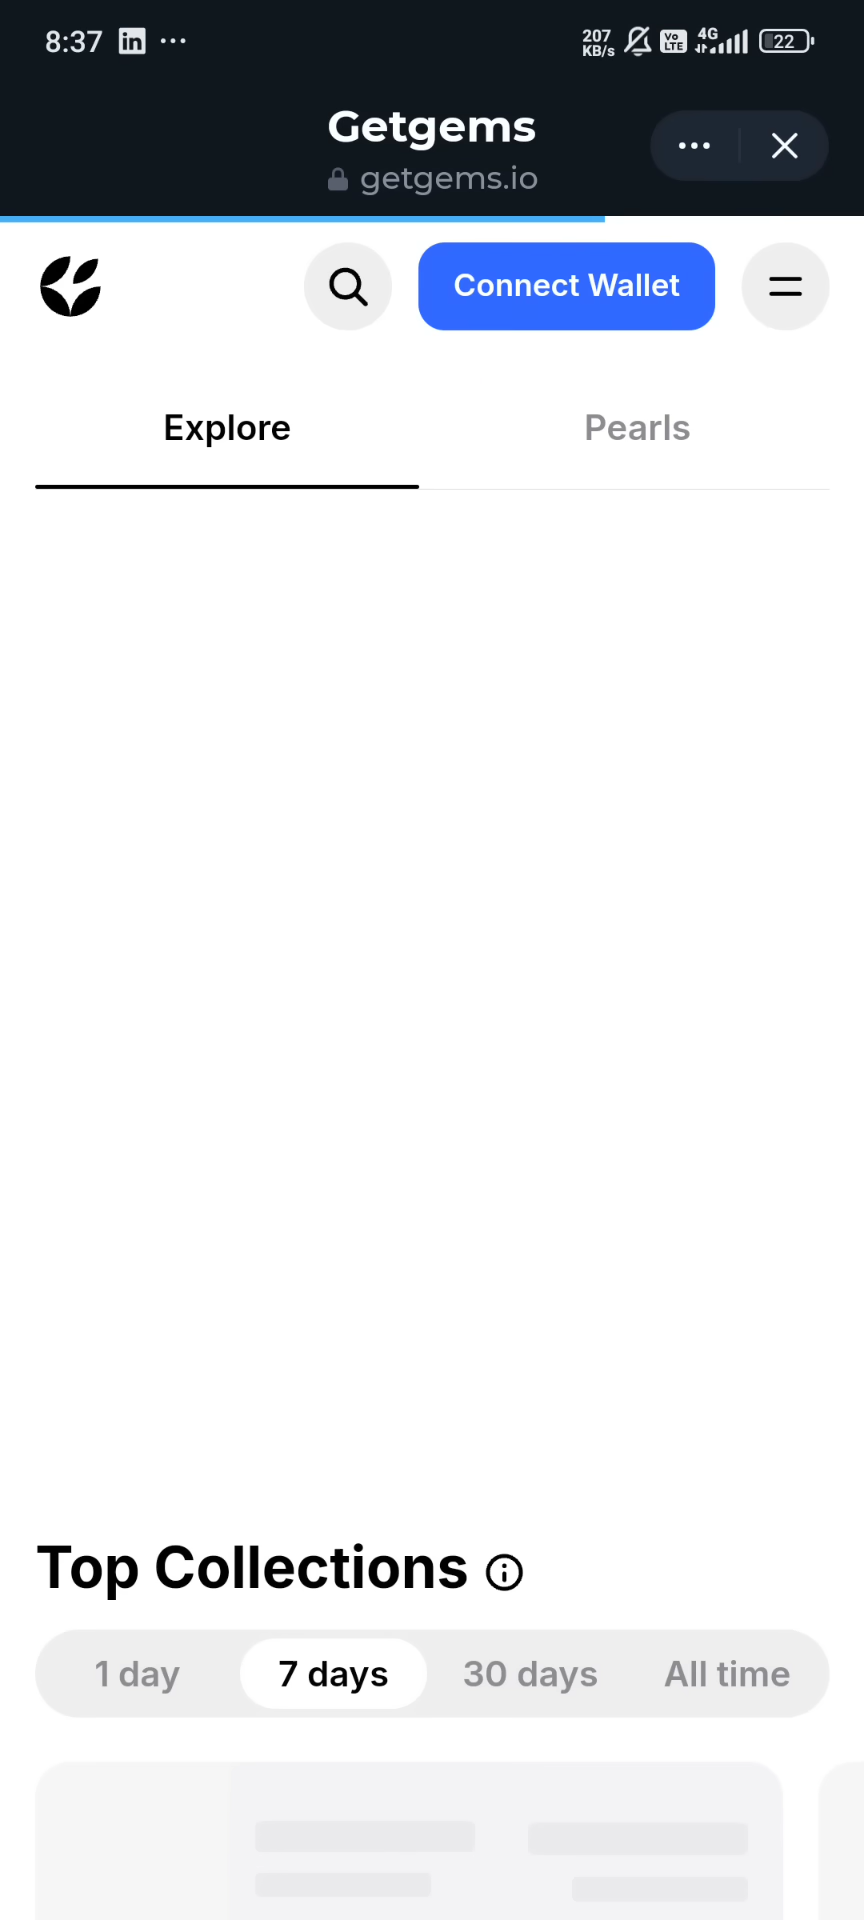 8:37 in ...
207 KB/s Vo LTE 4G 22
Getgems
getgems.io
Connect Wallet
Explore Pearls
Top Collections
1 day 7 days 30 days All time